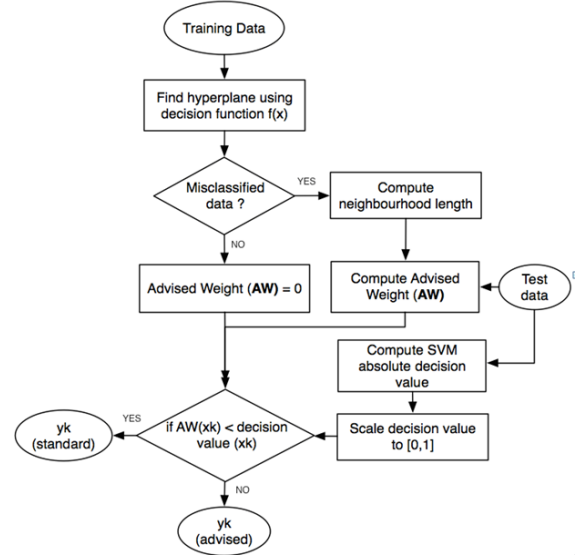 Training Data
Find hyperplane using
decision function f(x)
Misclassified
data ?
YES
Compute
neighbourhood length
NO
Advised Weight (AW) = 0
Compute Advised
Weight (AW)
Test
data
Compute SVM
absolute decision
value
if AW(xk) < decision
value (xk)
Scale decision value
to [0,1]
YES
yk
(standard)
NO
yk
(advised)